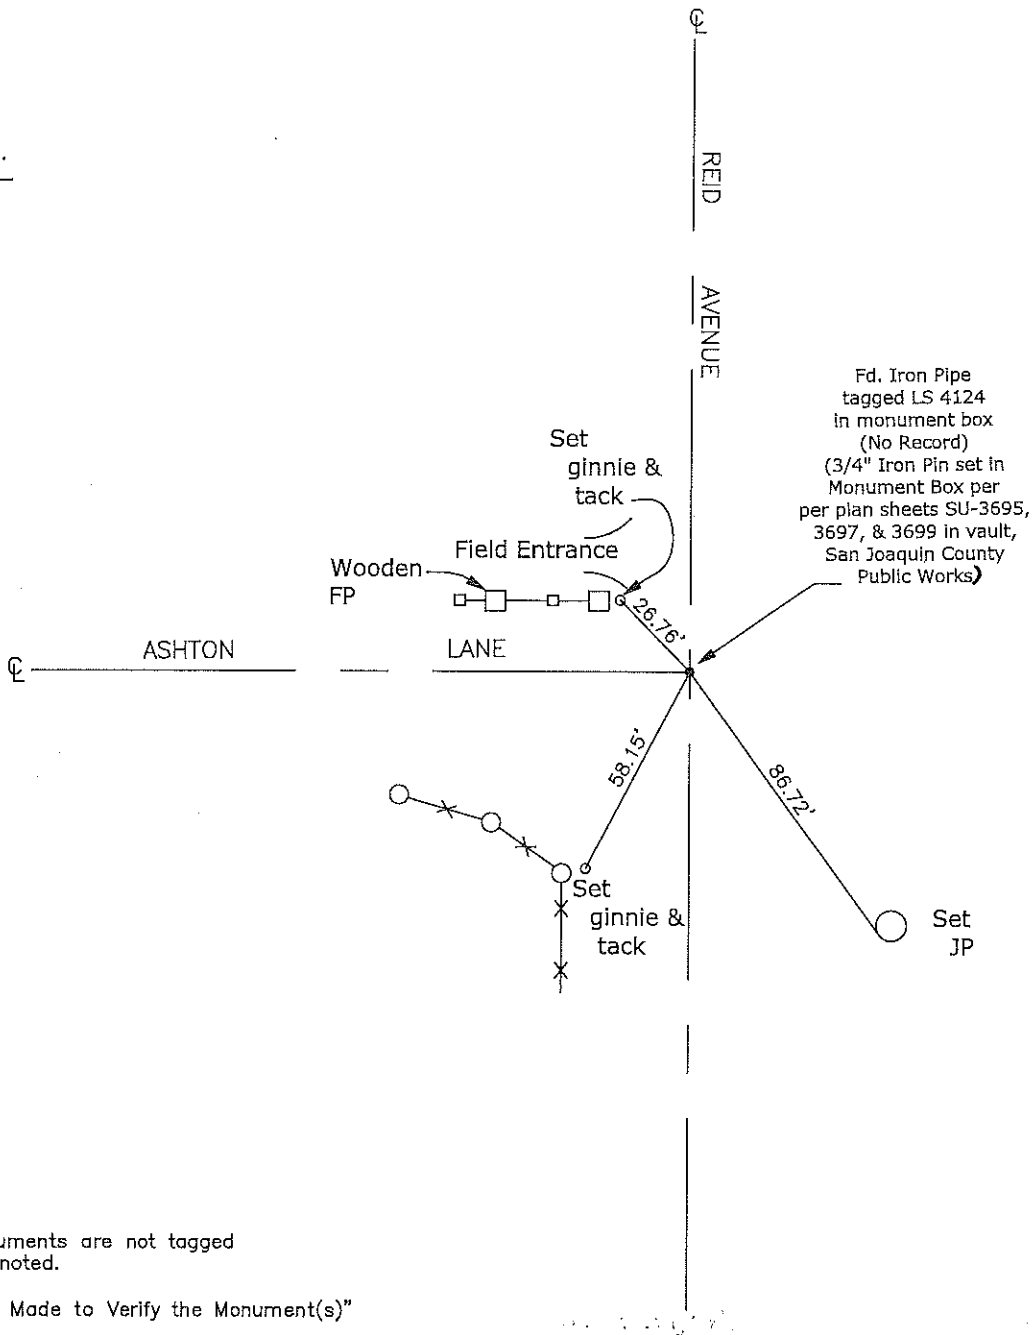 ℄
REID
AVENUE
Fd. Iron Pipe
tagged LS 4124
in monument box
(No Record)
(3/4" Iron Pin set in
Monument Box per
per plan sheets SU-3695,
3697, & 3699 in vault,
San Joaquin County
Public Works)
Set
ginnie &
tack
Field Entrance
Wooden
FP
26.76'
℄
ASHTON
LANE
58.15'
86.72'
Set
ginnie &
tack
Set
JP
uments are not tagged
noted.
Made to Verify the Monument(s)"